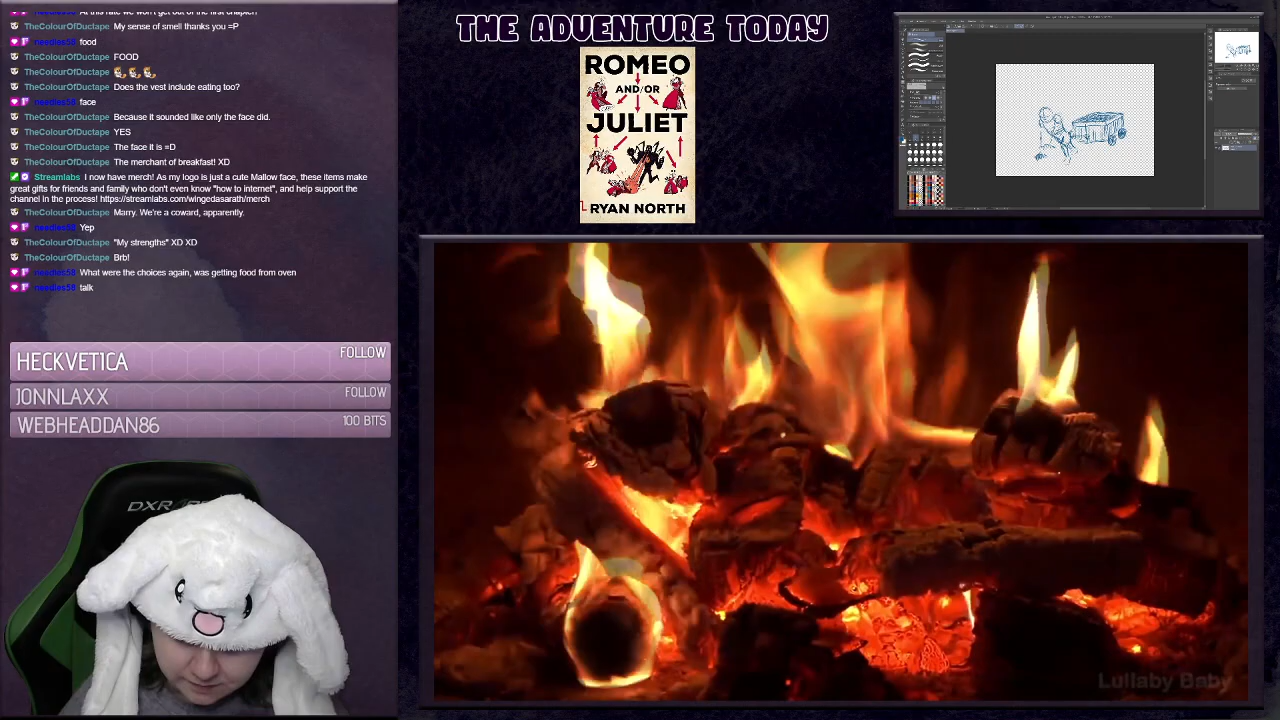 At this rate we won't get out of the first chapter!
TheColourOfDuctape My sense of smell thanks you =P
needles58 food
TheColourOfDuctape FOOD
TheColourOfDuctape
TheColourOfDuctape Does the vest include eating too?
needles58 face
TheColourOfDuctape Because it sounded like only the face did.
TheColourOfDuctape YES
TheColourOfDuctape The face it is =D
TheColourOfDuctape The merchant of breakfast! XD
Streamlabs I now have merch! As my logo is just a cute Mallow face, these items make
great gifts for friends and family who don't even know "how to internet", and help support the
channel in the process! https://streamlabs.com/wingedasarath/merch
TheColourOfDuctape Marry. We're a coward, apparently.
needles58 Yep
TheColourOfDuctape "My strengths" XD XD
TheColourOfDuctape Brb!
needles58 What were the choices again, was getting food from oven
needles58 talk
HECKVETICA FOLLOW
JONNLAXX FOLLOW
WEBHEADDAN86 100 BITS
DXR
THE ADVENTURE TODAY
ROMEO
AND/OR
JULIET
RYAN NORTH
Lullaby Baby